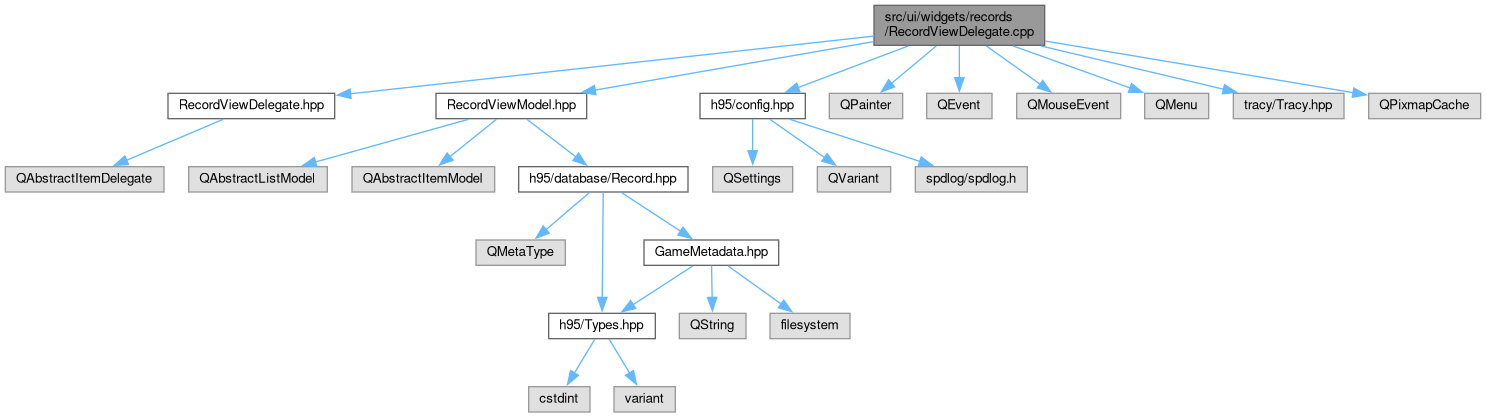 src/ui/widgets/records
/RecordViewDelegate.cpp
RecordViewDelegate.hpp
RecordViewModel.hpp
h95/config.hpp
QPainter
QEvent
QMouseEvent
QMenu
tracy/Tracy.hpp
QPixmapCache
QAbstractItemDelegate
QAbstractListModel
QAbstractItemModel
h95/database/Record.hpp
QSettings
QVariant
spdlog/spdlog.h
QMetaType
GameMetadata.hpp
h95/Types.hpp
QString
filesystem
cstdint
variant